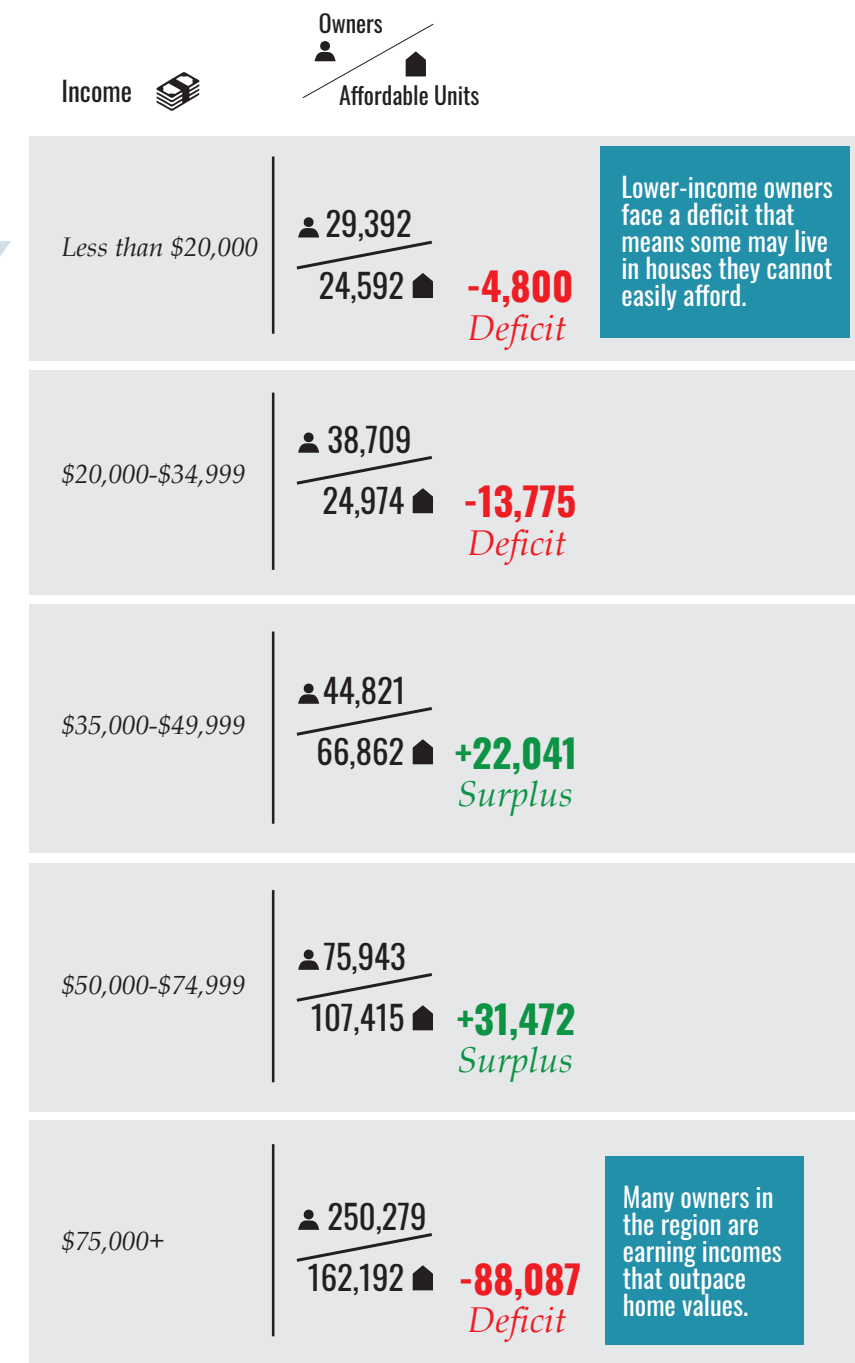 Owners
Income
Affordable Units
Less than $20,000
29,392
24,592
-4,800
Deficit
Lower-income owners
face a deficit that
means some may live
in houses they cannot
easily afford.
$20,000-$34,999
38,709
24,974
-13,775
Deficit
$35,000-$49,999
44,821
66,862
+22,041
Surplus
$50,000-$74,999
75,943
107,415
+31,472
Surplus
$75,000+
250,279
162,192
-88,087
Deficit
Many owners in
the region are
earning incomes
that outpace
home values.